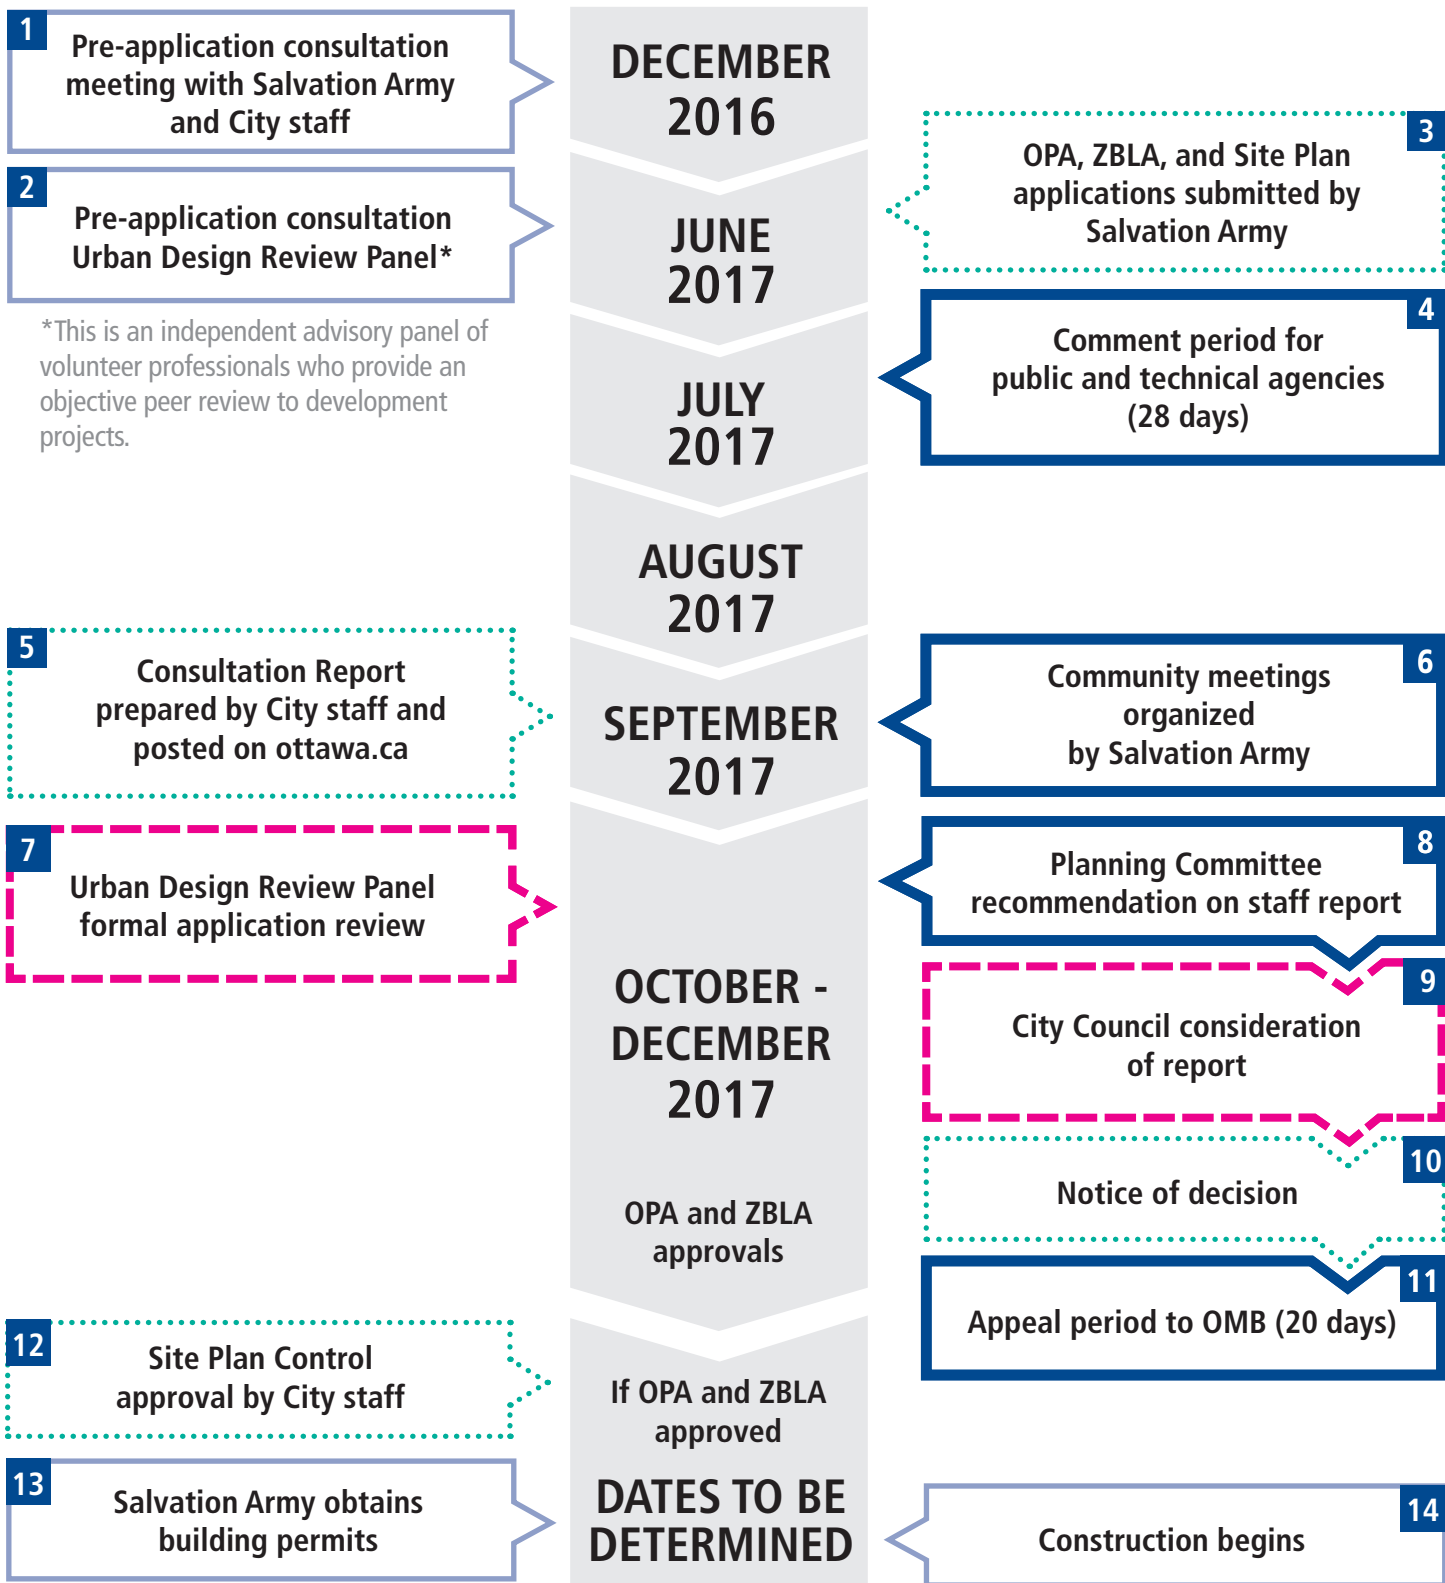 1
Pre-application consultation
meeting with Salvation Army
and City staff
DECEMBER
2016
2
Pre-application consultation
Urban Design Review Panel*
*This is an independent advisory panel of
volunteer professionals who provide an
objective peer review to development
projects.
3
OPA, ZBLA, and Site Plan
applications submitted by
Salvation Army
JUNE
2017
4
Comment period for
public and technical agencies
(28 days)
JULY
2017
AUGUST
2017
5
Consultation Report
prepared by City staff and
posted on ottawa.ca
SEPTEMBER
2017
6
Community meetings
organized
by Salvation Army
7
Urban Design Review Panel
formal application review
8
Planning Committee
recommendation on staff report
OCTOBER -
DECEMBER
2017
9
City Council consideration
of report
10
Notice of decision
OPA and ZBLA
approvals
11
Appeal period to OMB (20 days)
12
Site Plan Control
approval by City staff
If OPA and ZBLA
approved
DATES TO BE
DETERMINED
13
Salvation Army obtains
building permits
14
Construction begins